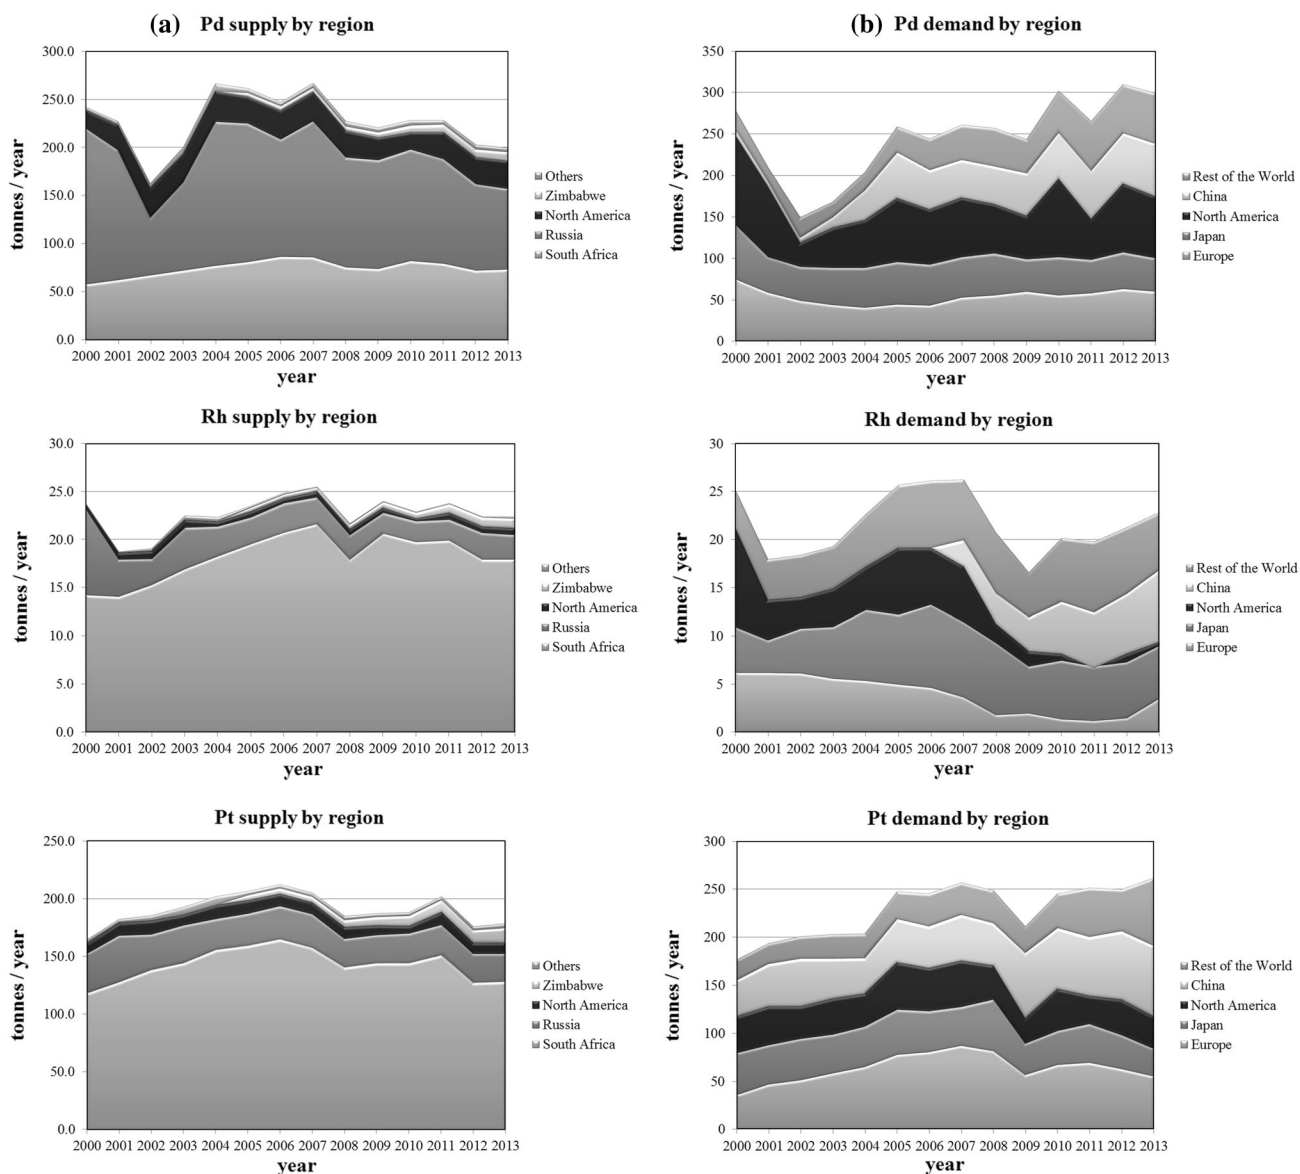 (a) Pd supply by region
300.0
250.0
200.0
150.0
100.0
50.0
0.0
tonnes / year
2000 2001 2002 2003 2004 2005 2006 2007 2008 2009 2010 2011 2012 2013
year
Others
Zimbabwe
North America
Russia
South Africa
(b) Pd demand by region
350
300
250
200
150
100
50
0
tonnes / year
2000 2001 2002 2003 2004 2005 2006 2007 2008 2009 2010 2011 2012 2013
year
Rest of the World
China
North America
Japan
Europe
Rh supply by region
30.0
25.0
20.0
15.0
10.0
5.0
0.0
tonnes / year
2000 2001 2002 2003 2004 2005 2006 2007 2008 2009 2010 2011 2012 2013
year
Others
Zimbabwe
North America
Russia
South Africa
Rh demand by region
30
25
20
15
10
5
0
tonnes / year
2000 2001 2002 2003 2004 2005 2006 2007 2008 2009 2010 2011 2012 2013
year
Rest of the World
China
North America
Japan
Europe
Pt supply by region
250.0
200.0
150.0
100.0
50.0
0.0
tonnes / year
2000 2001 2002 2003 2004 2005 2006 2007 2008 2009 2010 2011 2012 2013
year
Others
Zimbabwe
North America
Russia
South Africa
Pt demand by region
300
250
200
150
100
50
0
tonnes / year
2000 2001 2002 2003 2004 2005 2006 2007 2008 2009 2010 2011 2012 2013
year
Rest of the World
China
North America
Japan
Europe